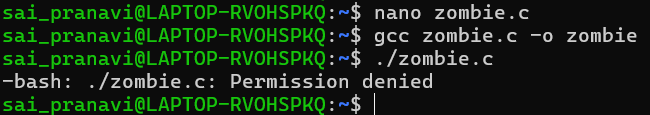 sai_pranavi@LAPTOP-RVOHSPKQ:~$ nano zombie.c
sai_pranavi@LAPTOP-RVOHSPKQ:~$ gcc zombie.c -o zombie
sai_pranavi@LAPTOP-RVOHSPKQ:~$ ./zombie.c
-bash: ./zombie.c: Permission denied
sai_pranavi@LAPTOP-RVOHSPKQ:~$